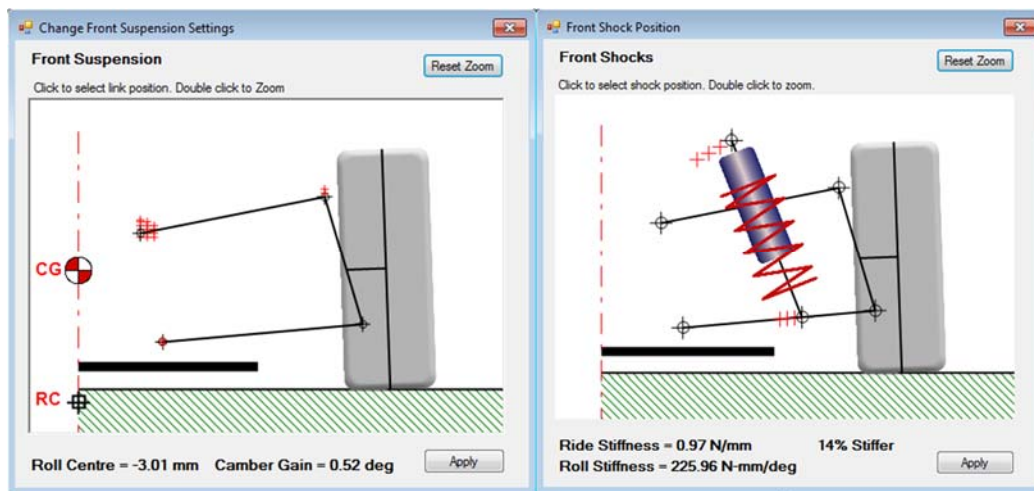 Change Front Suspension Settings
Front Suspension
Reset Zoom
Click to select link position. Double click to Zoom
CG
RC
Roll Centre = -3.01 mm Camber Gain = 0.52 deg
Apply
Front Shock Position
Front Shocks
Reset Zoom
Click to select shock position. Double click to zoom.
Ride Stiffness = 0.97 N/mm 14% Stiffer
Roll Stiffness = 225.96 N-mm/deg
Apply